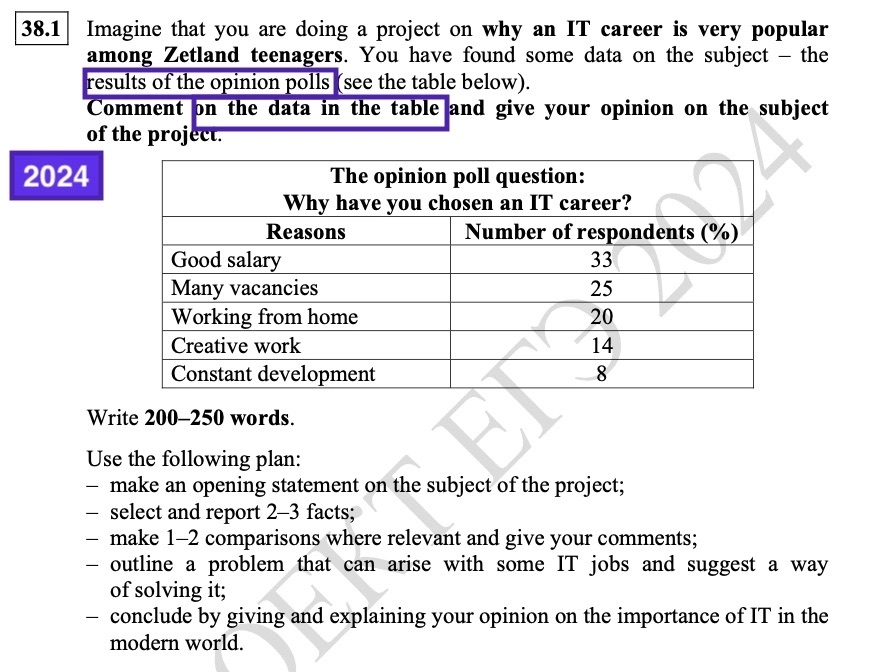 38.1 Imagine that you are doing a project on why an IT career is very popular
among Zetland teenagers. You have found some data on the subject – the
results of the opinion polls (see the table below).
Comment on the data in the table and give your opinion on the subject
of the project.
2024
The opinion poll question:
Why have you chosen an IT career?
Reasons Number of respondents (%)
Good salary 33
Many vacancies 25
Working from home 20
Creative work 14
Constant development 8
Write 200–250 words.
Use the following plan:
– make an opening statement on the subject of the project;
– select and report 2–3 facts;
– make 1–2 comparisons where relevant and give your comments;
– outline a problem that can arise with some IT jobs and suggest a way
of solving it;
– conclude by giving and explaining your opinion on the importance of IT in the
modern world.
ОЕКТ ЕГЭ 2024